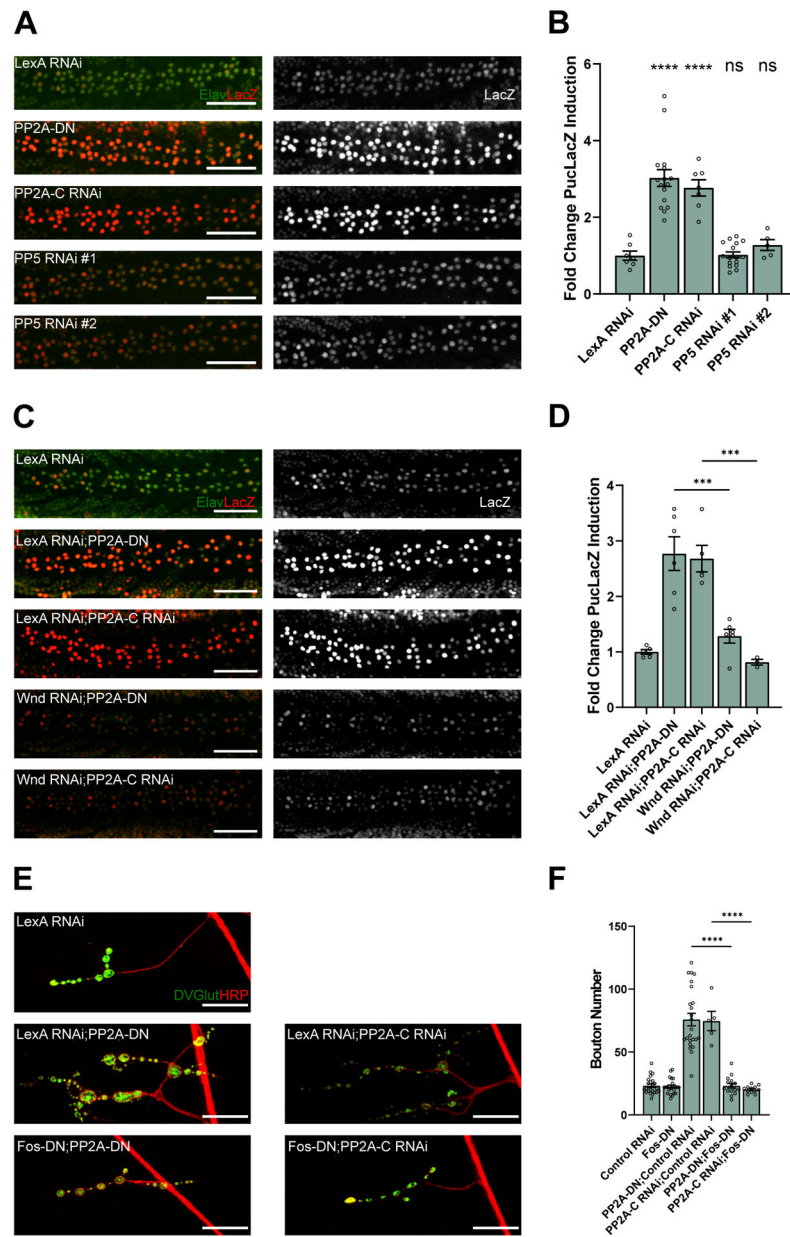 A
LexA RNAi
ElavLacZ
LacZ
PP2A-DN
PP2A-C RNAi
PP5 RNAi #1
PP5 RNAi #2
B
Fold Change PucLacZ Induction
6
4
2
0
**** **** ns ns
LexA RNAi
PP2A-DN
PP2A-C RNAi
PP5 RNAi #1
PP5 RNAi #2
C
LexA RNAi
ElavLacZ
LacZ
LexA RNAi;PP2A-DN
LexA RNAi;PP2A-C RNAi
Wnd RNAi;PP2A-DN
Wnd RNAi;PP2A-C RNAi
D
Fold Change PucLacZ Induction
4
3
2
1
0
***
***
LexA RNAi
LexA RNAi;PP2A-DN
LexA RNAi;PP2A-C RNAi
Wnd RNAi;PP2A-DN
Wnd RNAi;PP2A-C RNAi
E
LexA RNAi
DVGlutHRP
LexA RNAi;PP2A-DN
LexA RNAi;PP2A-C RNAi
Fos-DN;PP2A-DN
Fos-DN;PP2A-C RNAi
F
Bouton Number
150
100
50
0
****
****
Control RNAi
Fos-DN
PP2A-DN;Control RNAi
PP2A-C RNAi;Control RNAi
PP2A-DN;Fos-DN
PP2A-C RNAi;Fos-DN